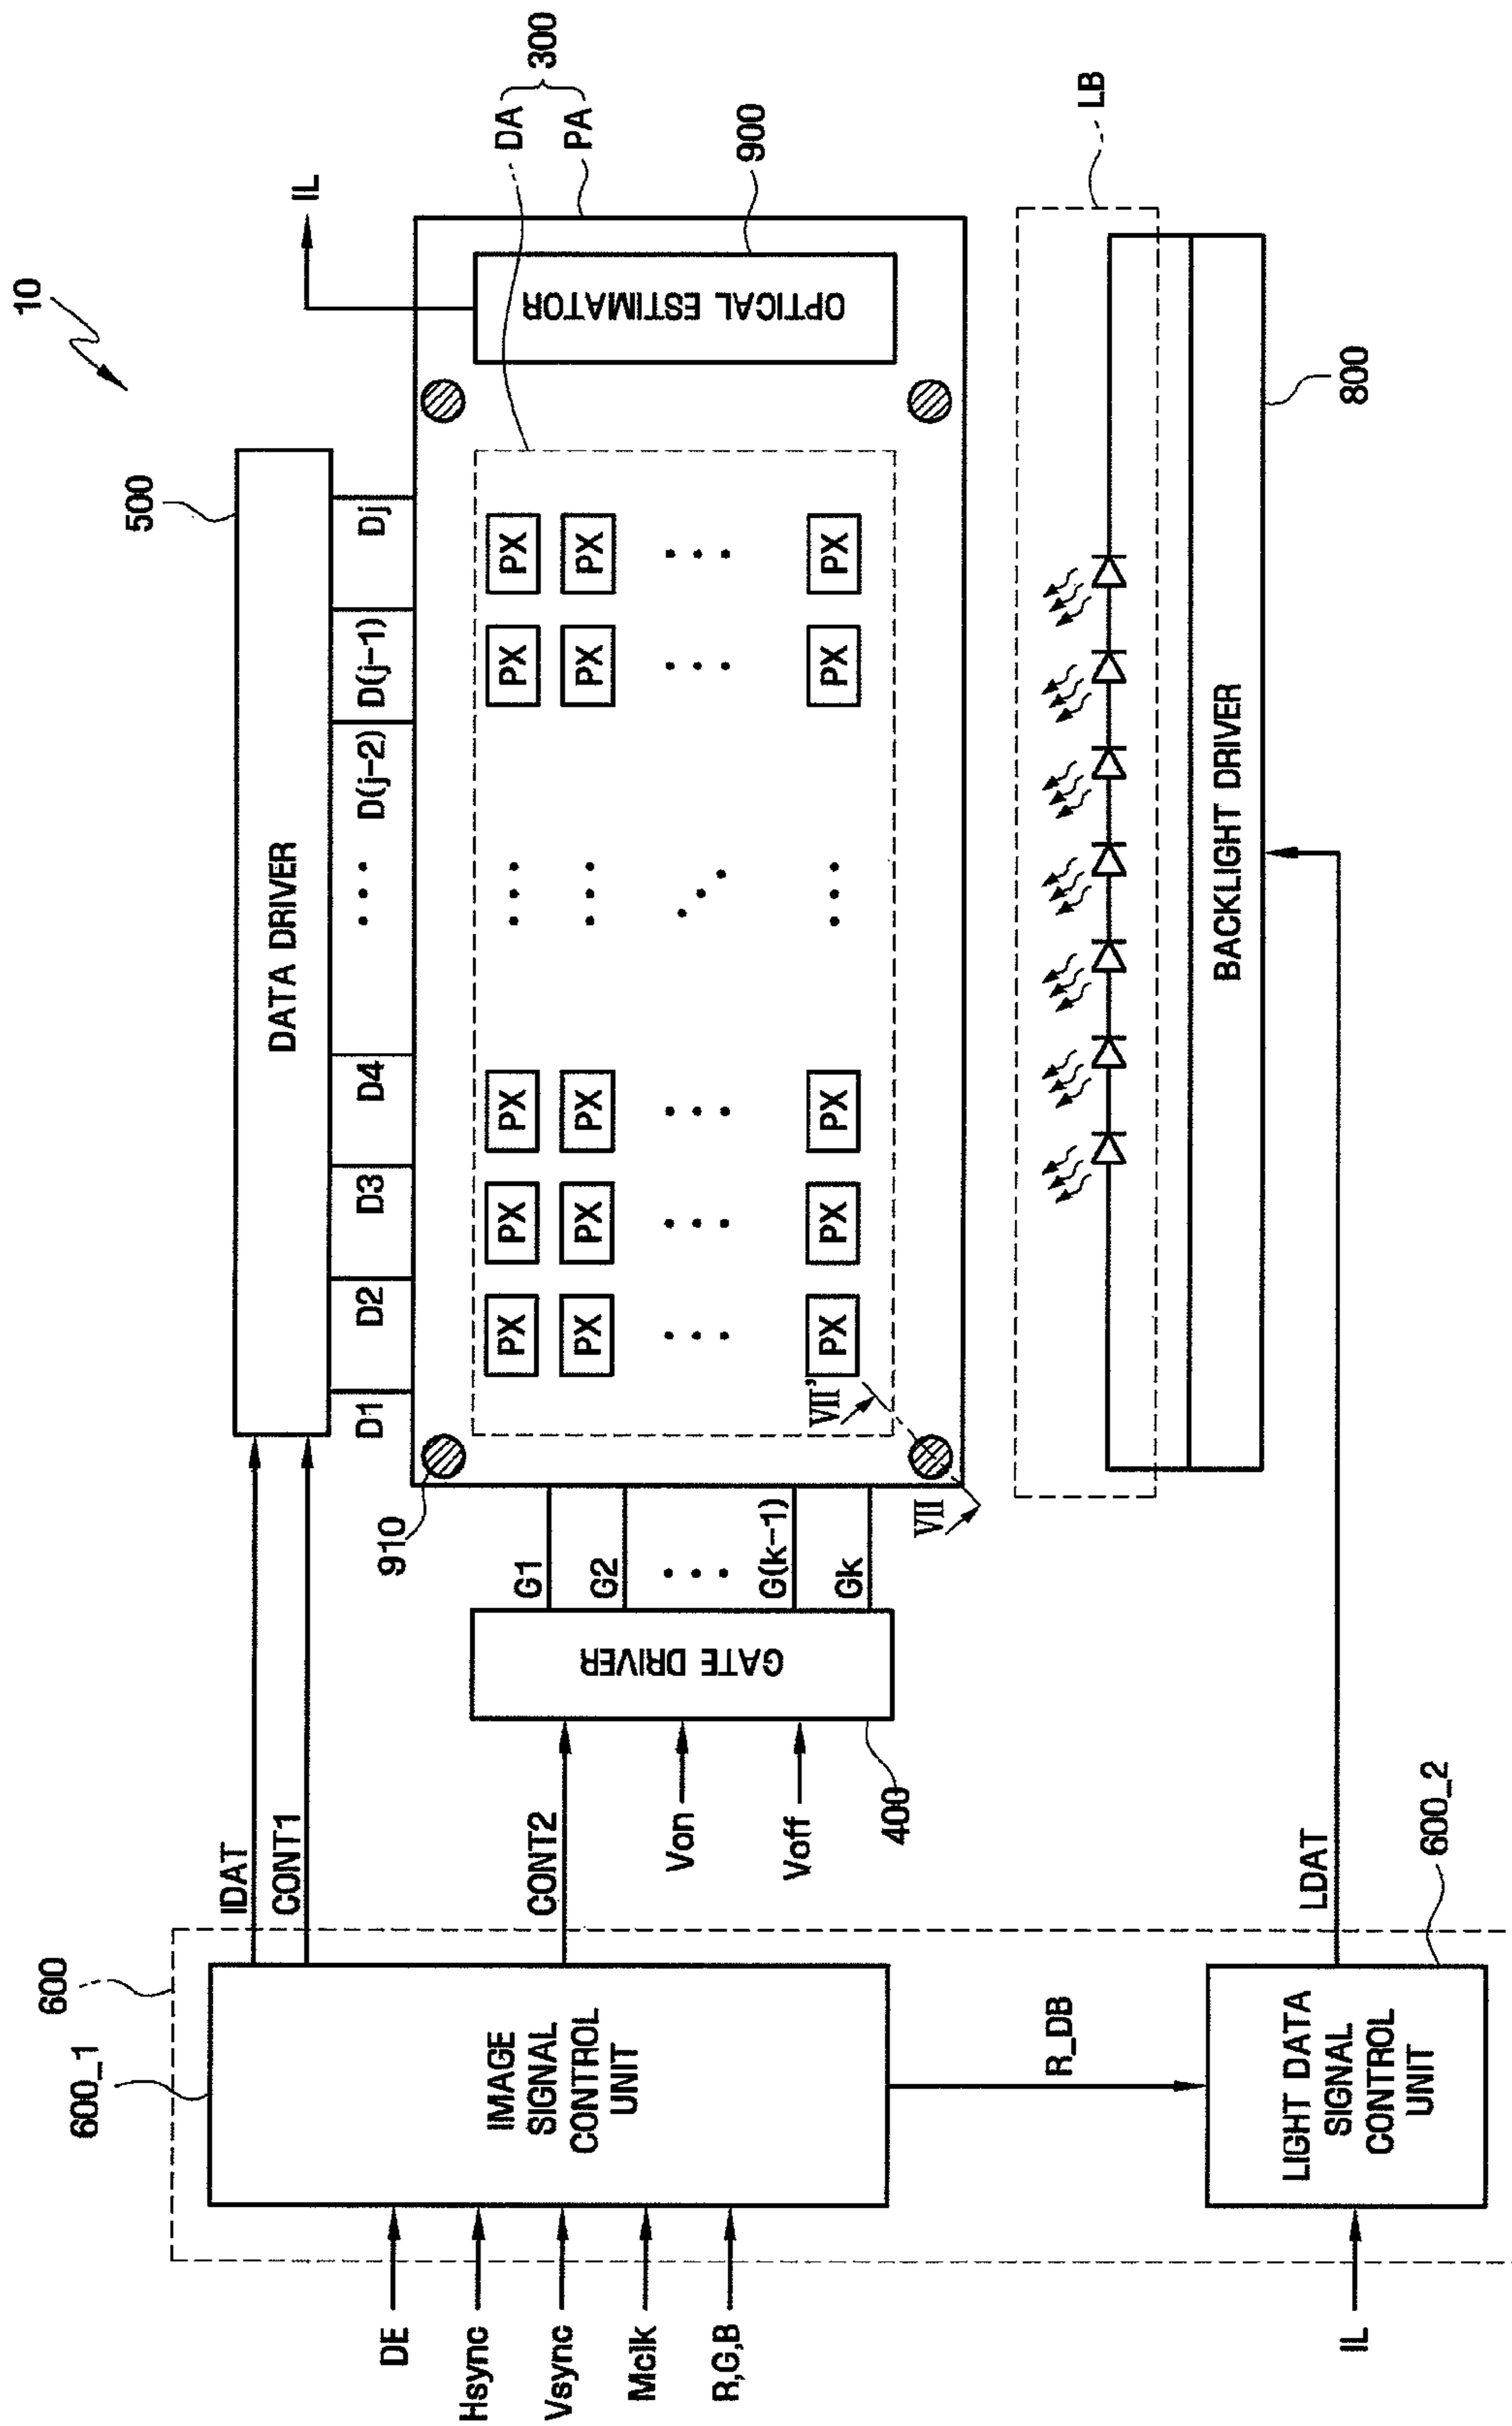 10
500
DATA DRIVER
IDAT
CONT1
D1
D2
D3
D4
D(j-2)
D(j-1)
Dj
IL
DA
PA
300
600
600_1
IMAGE
SIGNAL
CONTROL
UNIT
DE
Hsync
Vsync
Mclk
R,G,B
CONT2
Von
Voff
400
GATE DRIVER
G1
G2
G(k-1)
Gk
910
PX PX PX PX PX
PX PX PX PX PX
PX PX PX PX PX
VII'
VII
OPTICAL ESTIMATOR
900
LB
R_DB
LIGHT DATA
SIGNAL
CONTROL
UNIT
IL
LDAT
600_2
BACKLIGHT DRIVER
800